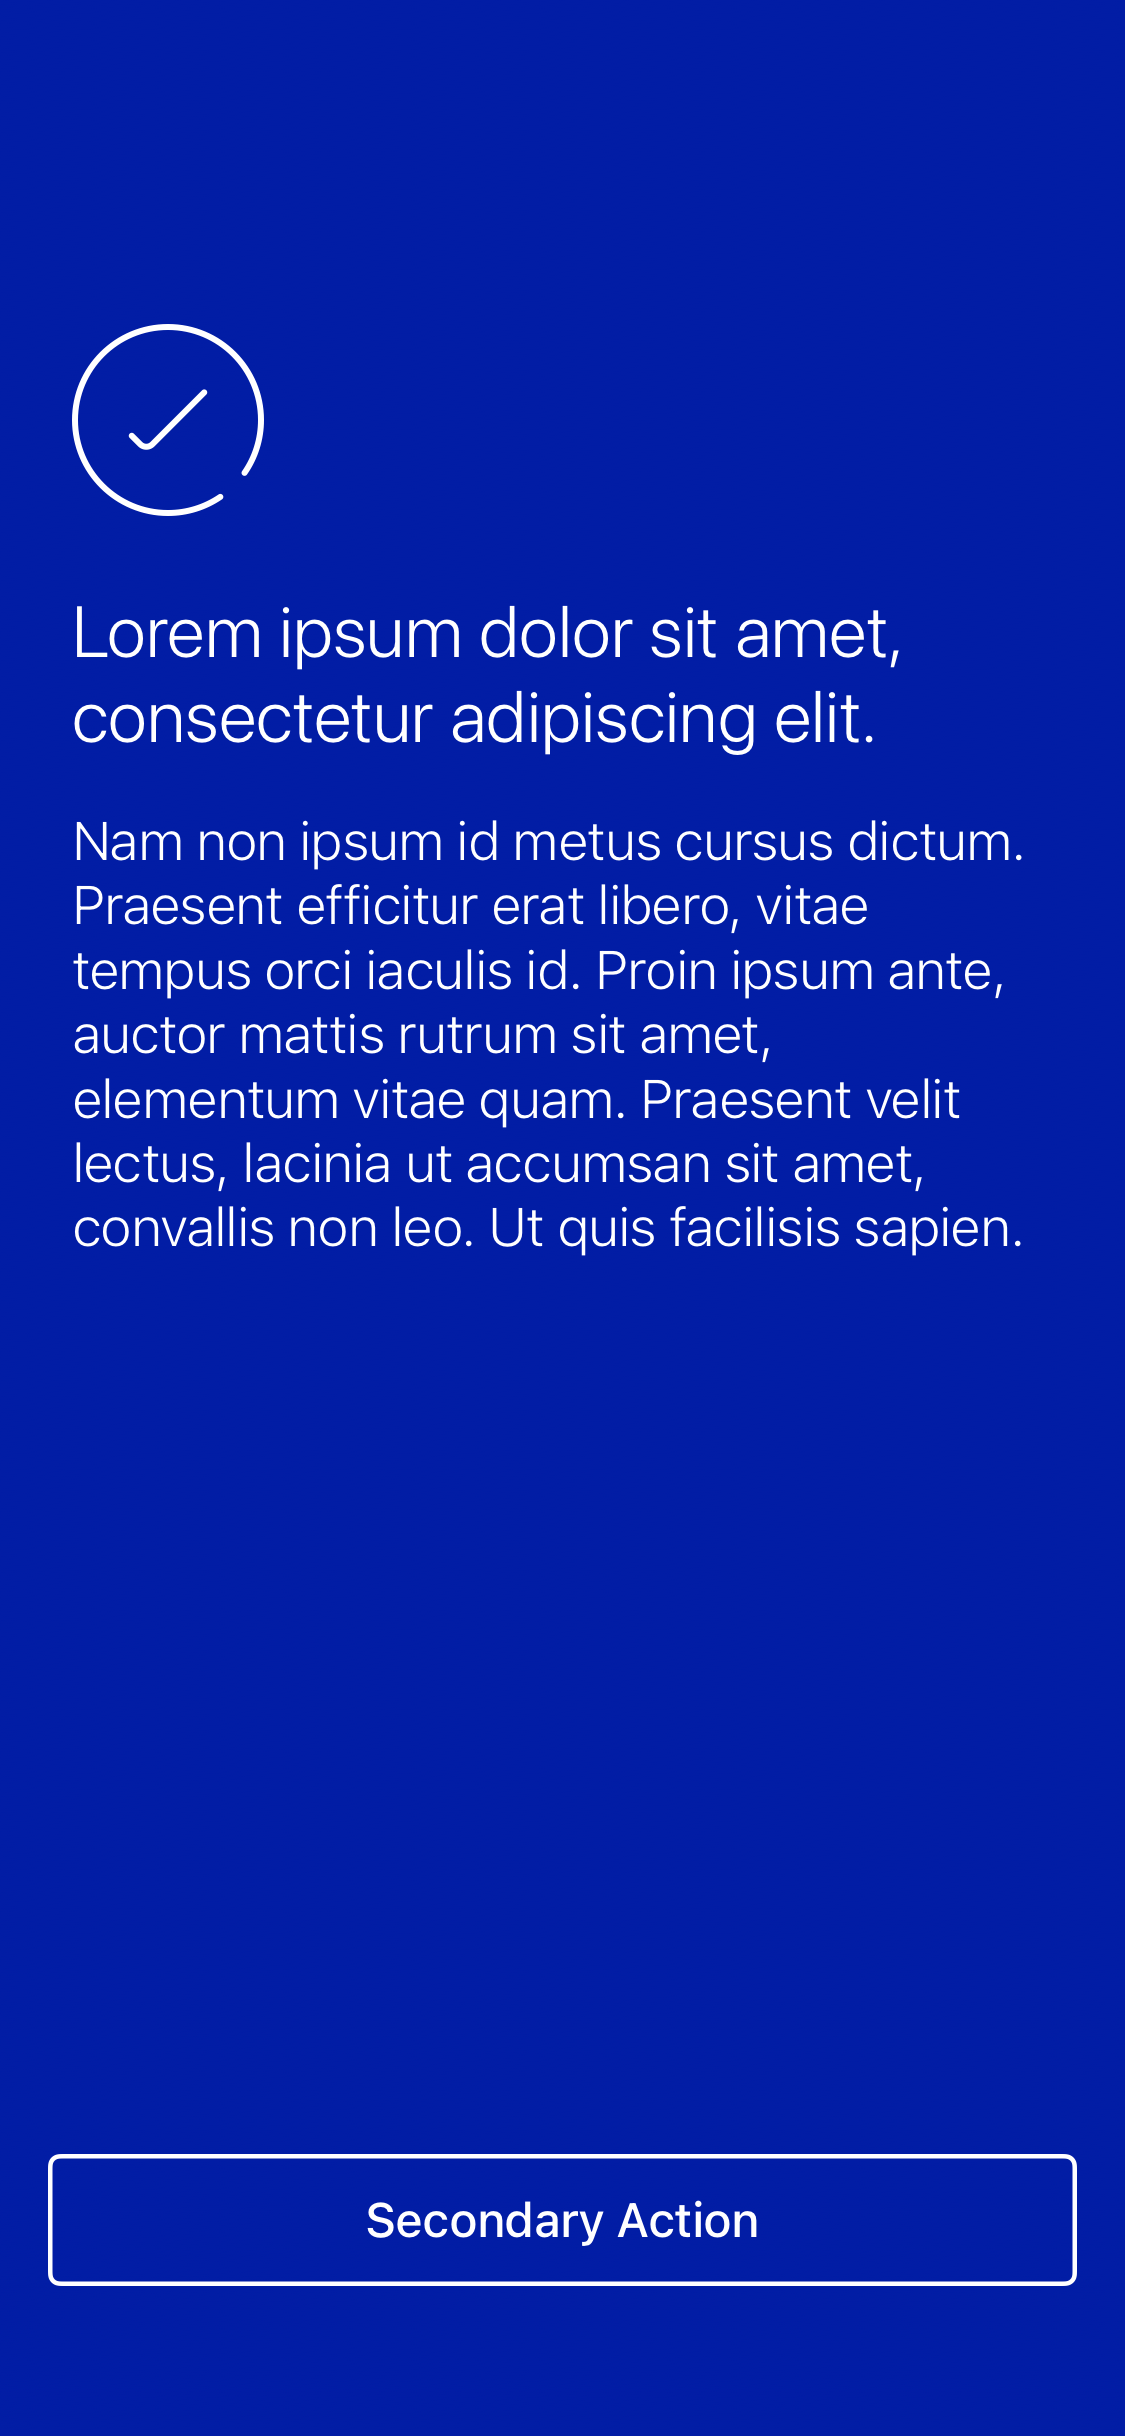 Lorem ipsum dolor sit amet,
consectetur adipiscing elit.
Nam non ipsum id metus cursus dictum.
Praesent efficitur erat libero, vitae
tempus orci iaculis id. Proin ipsum ante,
auctor mattis rutrum sit amet,
elementum vitae quam. Praesent velit
lectus, lacinia ut accumsan sit amet,
convallis non leo. Ut quis facilisis sapien.
Secondary Action